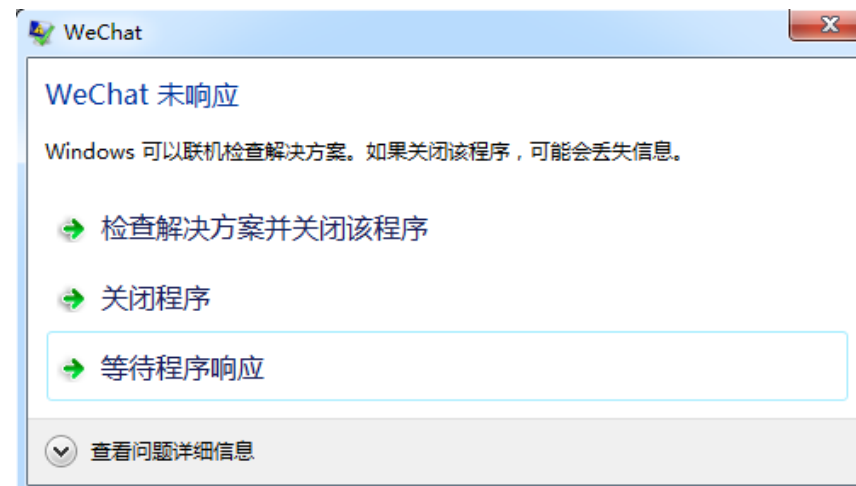 WeChat
WeChat 未响应
Windows 可以联机检查解决方案。如果关闭该程序，可能会丢失信息。
检查解决方案并关闭该程序
关闭程序
等待程序响应
查看问题详细信息